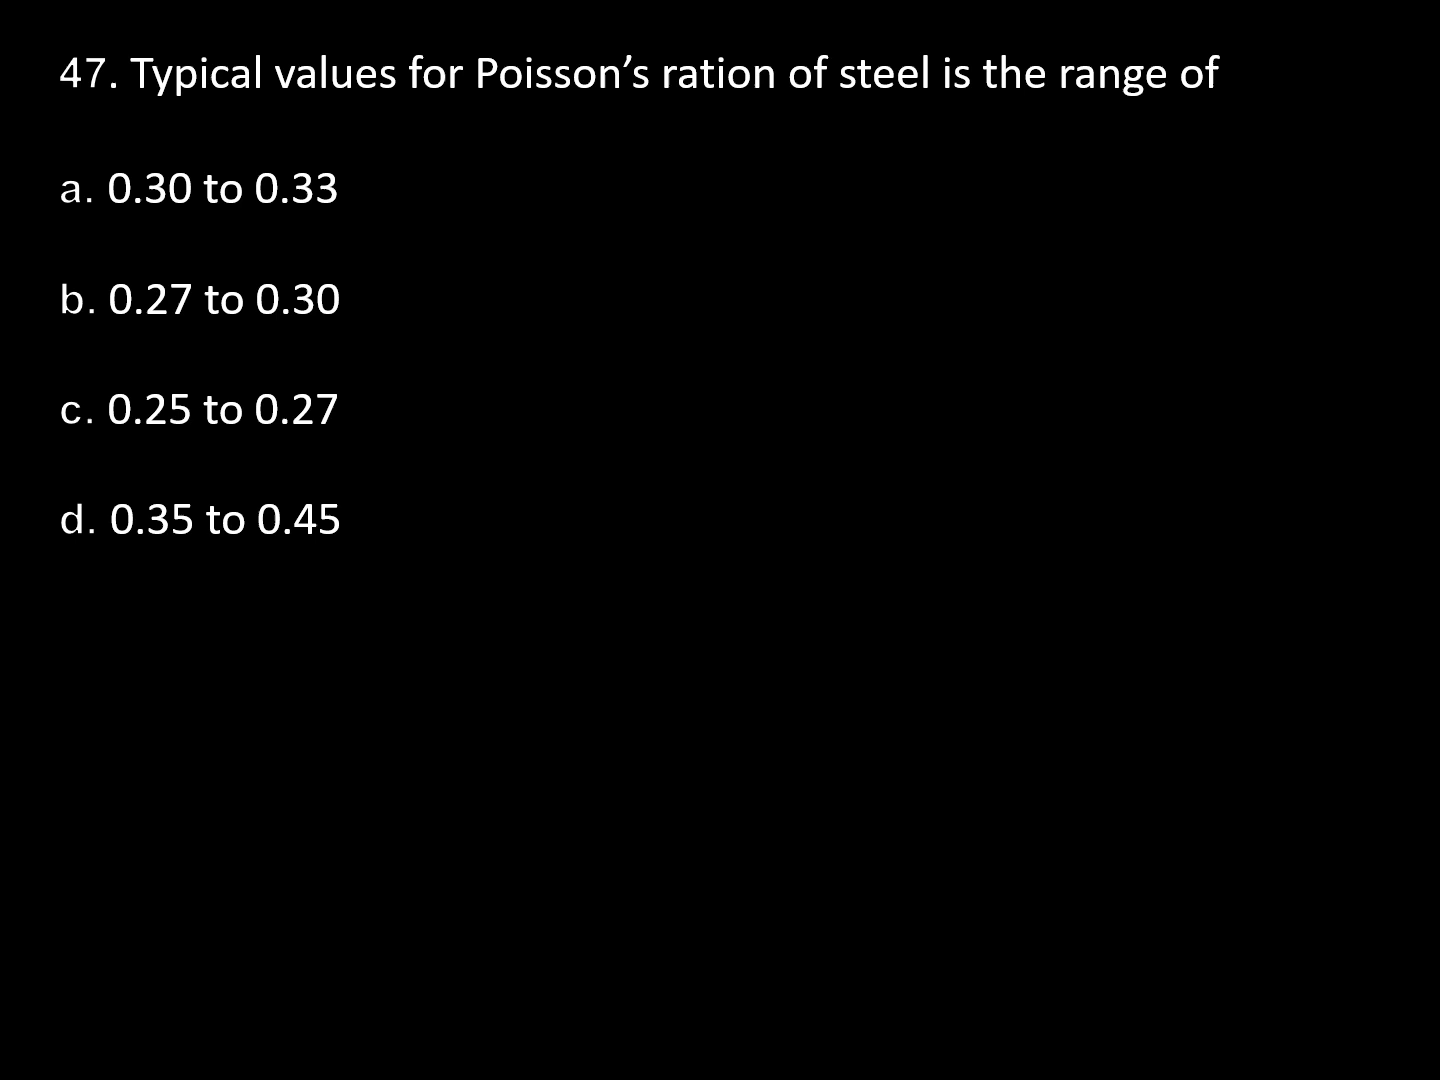 47. Typical values for Poisson’s ration of steel is the range of
a. 0.30 to 0.33
b. 0.27 to 0.30
c. 0.25 to 0.27
d. 0.35 to 0.45